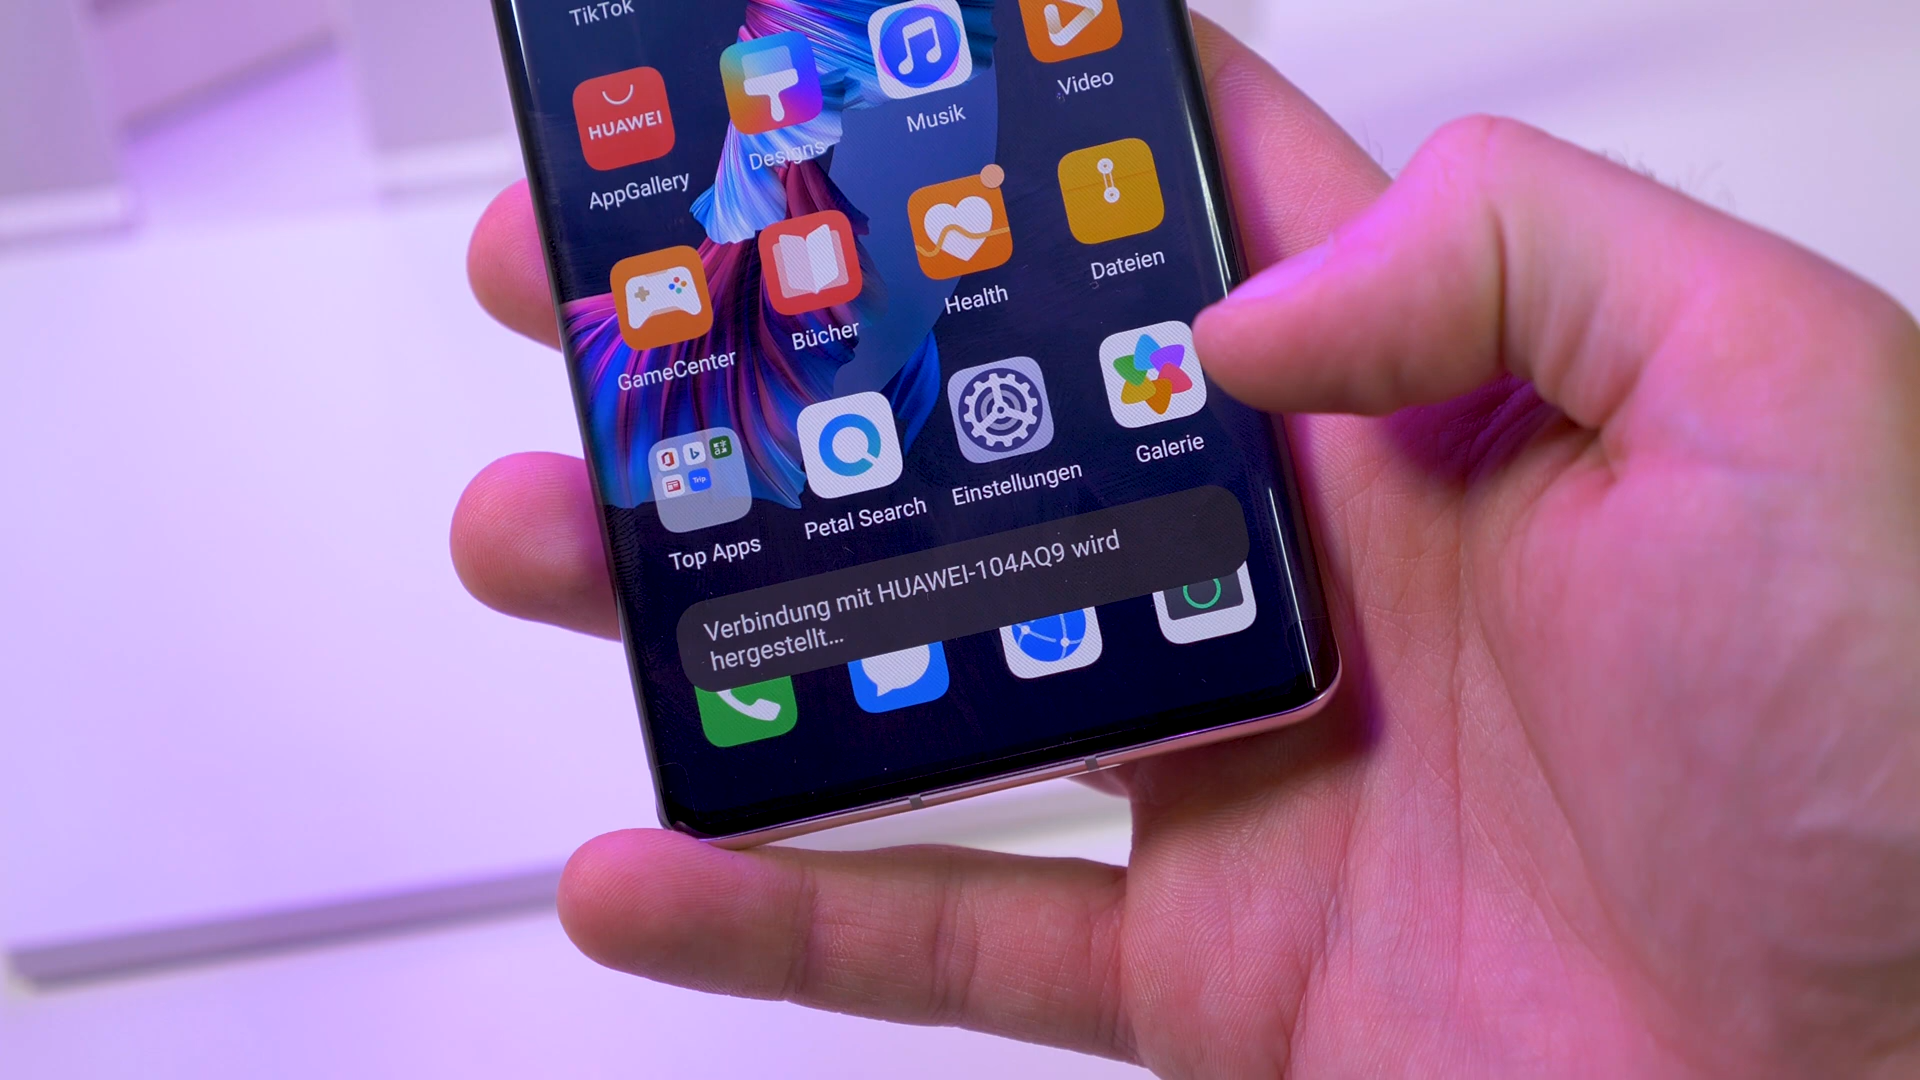 TikTok
HUAWEI
AppGallery
Designs
Musik
Video
GameCenter
Bücher
Health
Dateien
Trip.
Top Apps
Petal Search
Einstellungen
Galerie
Verbindung mit HUAWEI-104AQ9 wird
hergestellt...